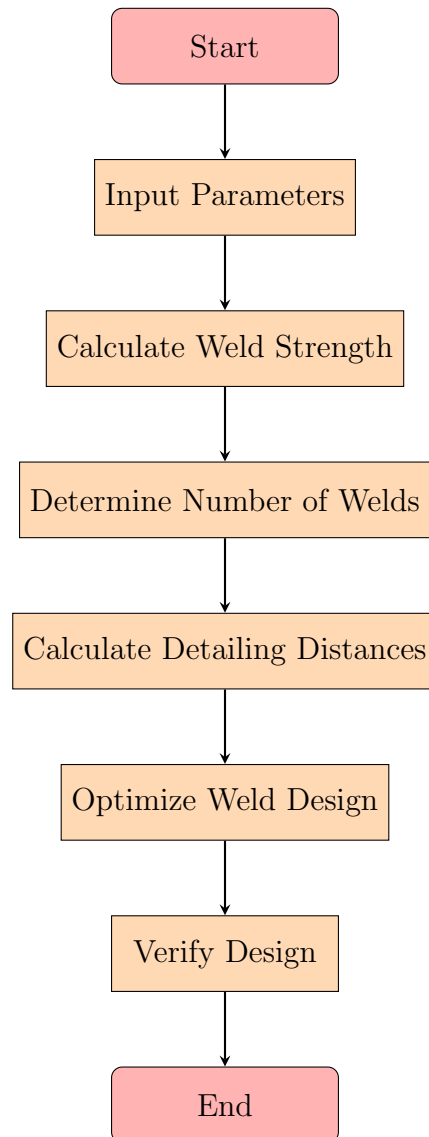 Start
Input Parameters
Calculate Weld Strength
Determine Number of Welds
Calculate Detailing Distances
Optimize Weld Design
Verify Design
End